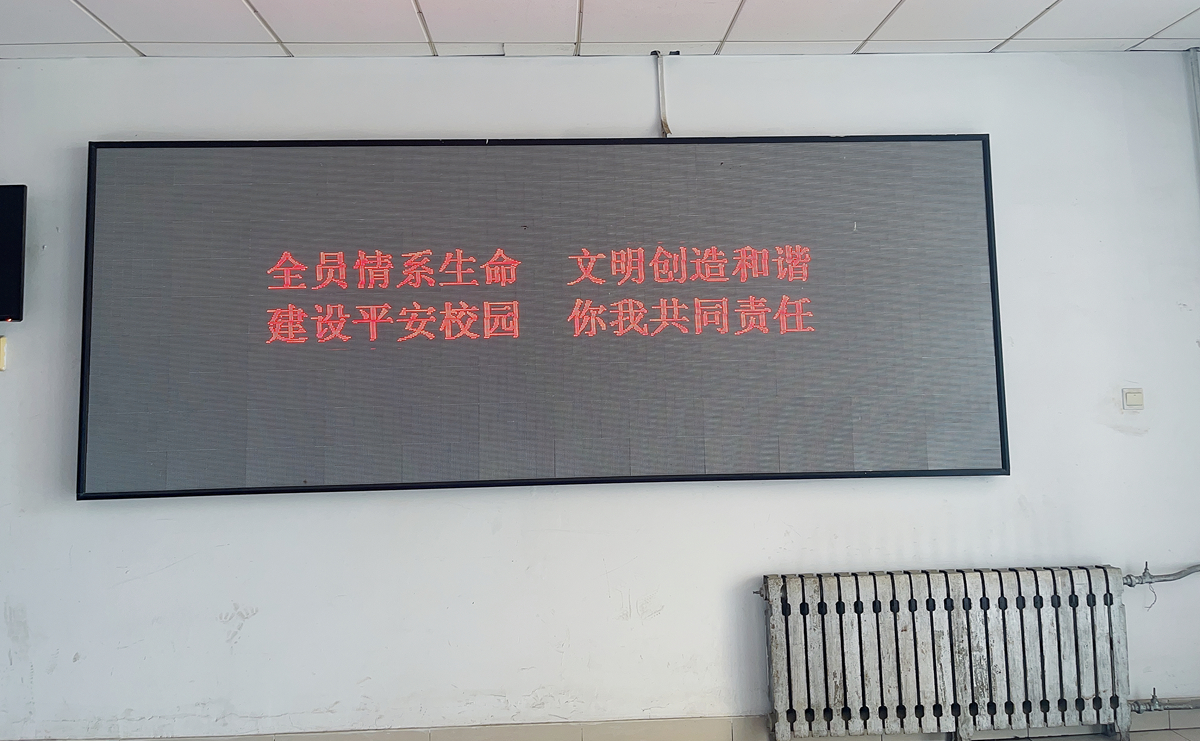 全员情系生命 文明创造和谐
建设平安校园 你我共同责任